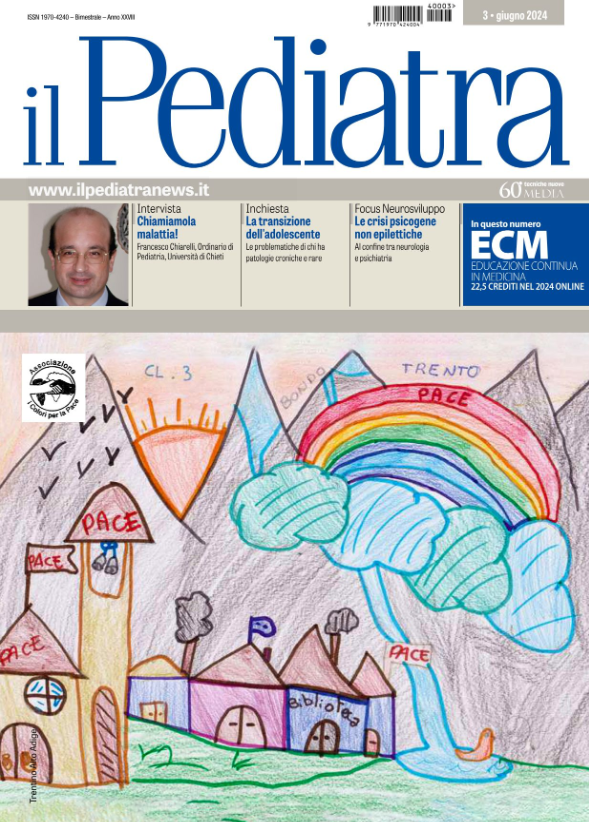 ISSN 1970-4240 – Bimestrale – Anno XXVIII
40003>
9 771970 424004
3 • giugno 2024
il Pediatra
www.ilpediatranews.it
60 tecniche nuove
MEDIA
Intervista
Chiamiamola
malattia!
Francesco Chiarelli, Ordinario di
Pediatria, Università di Chieti
Inchiesta
La transizione
dell'adolescente
Le problematiche di chi ha
patologie croniche e rare
Focus Neurosviluppo
Le crisi psicogene
non epilettiche
Al confine tra neurologia
e psichiatria
In questo numero
ECM
EDUCAZIONE CONTINUA
IN MEDICINA
22,5 CREDITI NEL 2024 ONLINE
Associazione
I Colori per la Pace
CL. 3
BONDO
TRENTO
PACE
PACE
PACE
PACE
PACE
Biblioteca
Trentino Alto Adige